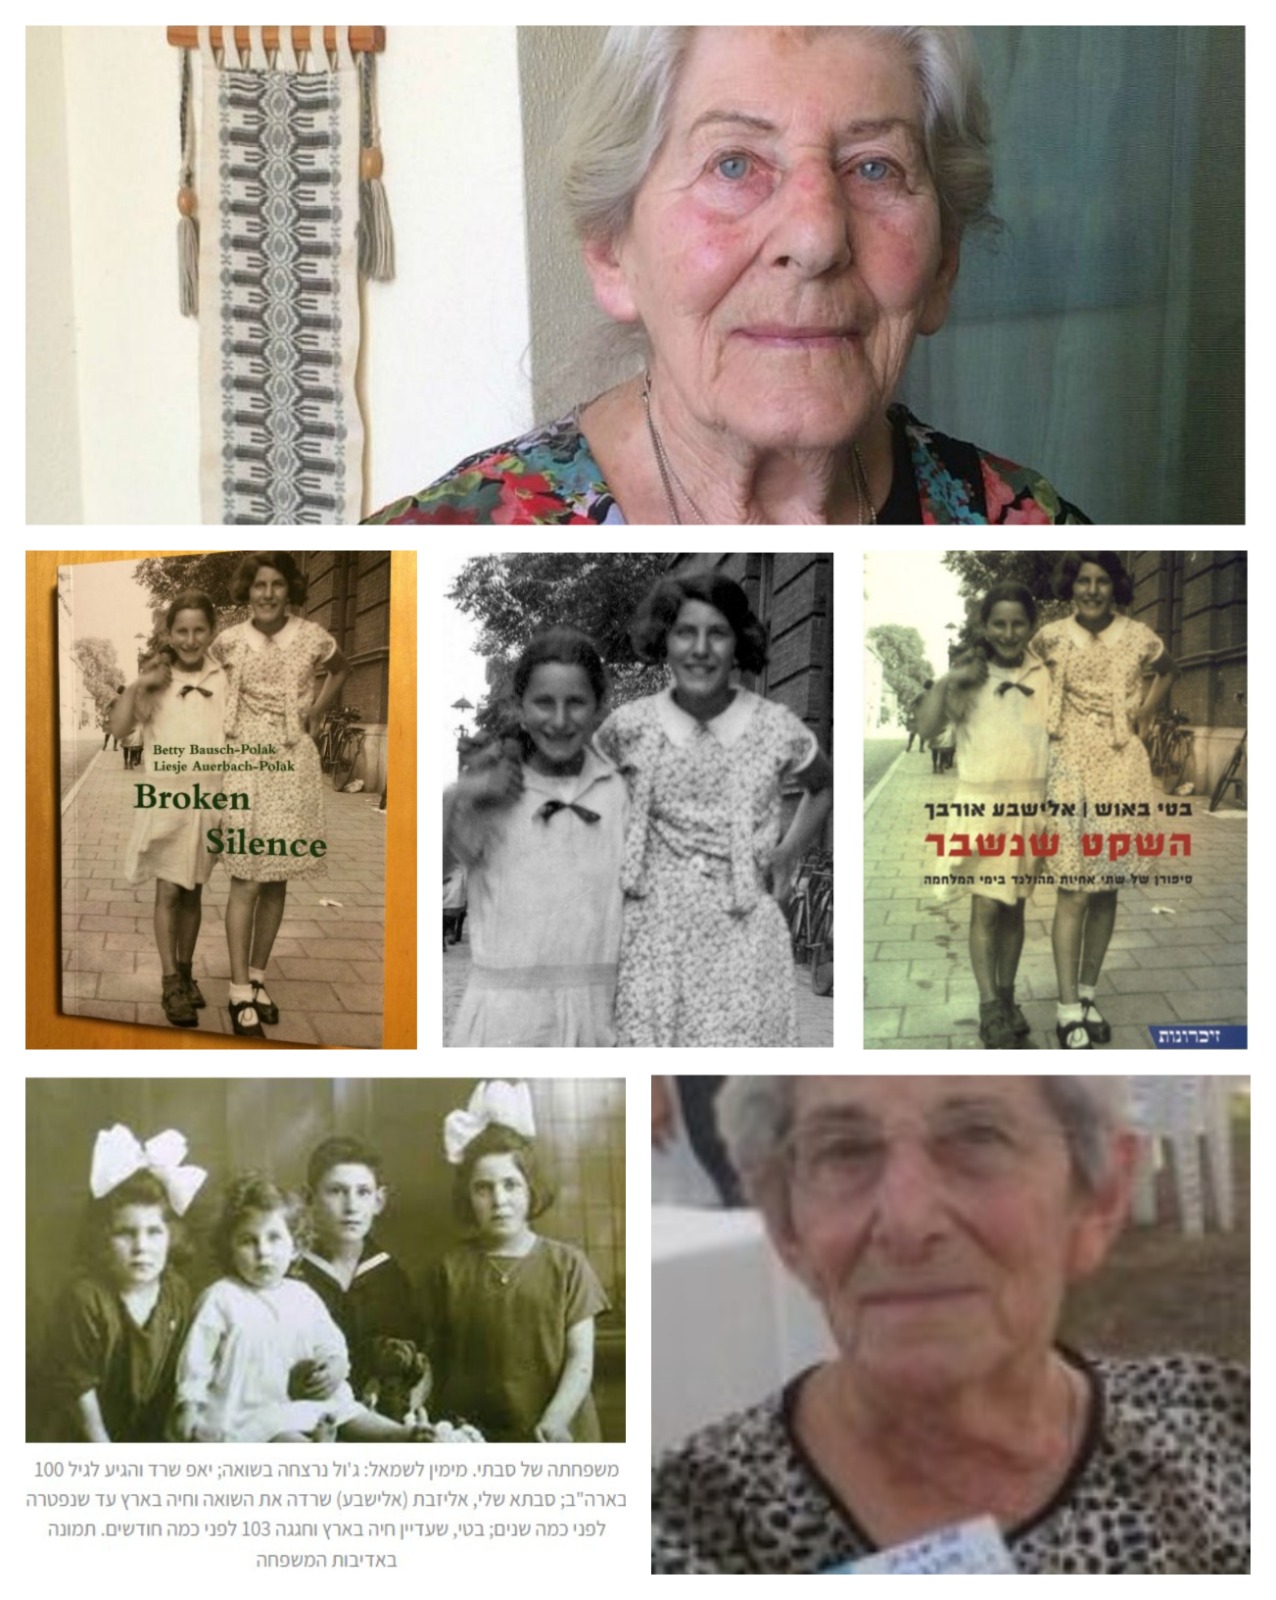 Betty Bausch-Polak
Liesje Auerbach-Polak
Broken
Silence
בטי באוש | אלישבע אורבך
השקט שנשבר
סיפורן של שתי אחיות מהולנד בימי המלחמה
זיכרונות
משפחתה של סבתי. מימין לשמאל: ג'ול נרצחה בשואה; יאפ שרד והגיע לגיל 100
בארה"ב; סבתא שלי, אליזבת (אלישבע) שרדה את השואה וחיה בארץ עד שנפטרה
לפני כמה שנים; בטי, שעדיין חיה בארץ וחגגה 103 לפני כמה חודשים. תמונה
באדיבות המשפחה